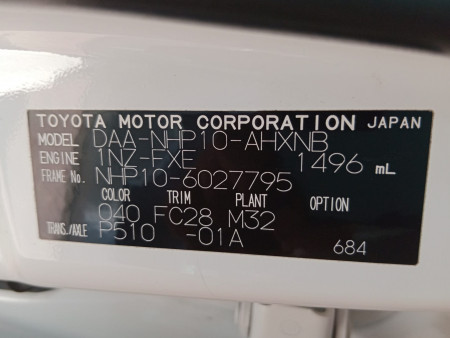 TOYOTA MOTOR CORPORATION JAPAN
MODEL DAA-NHP10-AHXNB
ENGINE 1NZ-FXE 1496 mL
FRAME No. NHP10-6027795
COLOR TRIM PLANT OPTION
040 FC28 M32
TRANS./AXLE P510 -01A
684